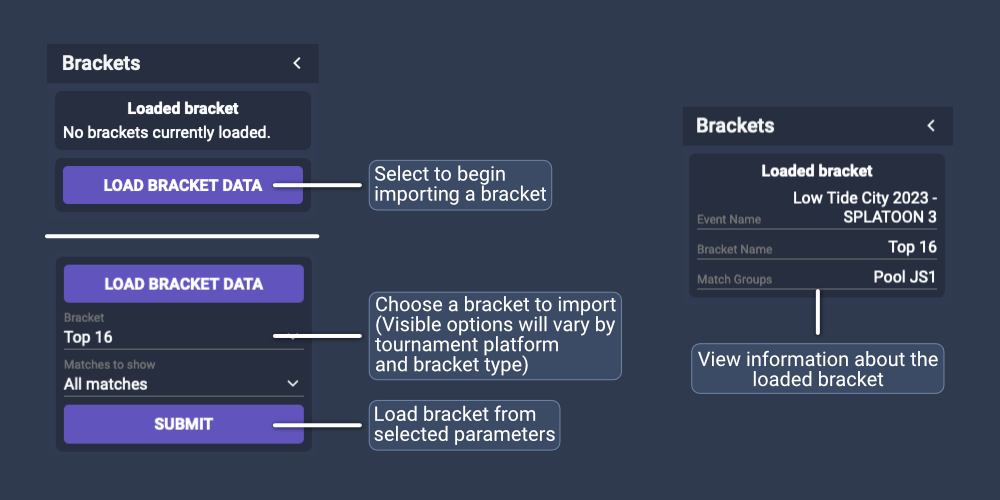 Brackets
Loaded bracket
No brackets currently loaded.
LOAD BRACKET DATA
Select to begin
importing a bracket
LOAD BRACKET DATA
Bracket
Top 16
Matches to show
All matches
SUBMIT
Choose a bracket to import
(Visible options will vary by
tournament platform
and bracket type)
Load bracket from
selected parameters
Brackets
Loaded bracket
Event Name
Low Tide City 2023 -
SPLATOON 3
Bracket Name
Top 16
Match Groups
Pool JS1
View information about the
loaded bracket